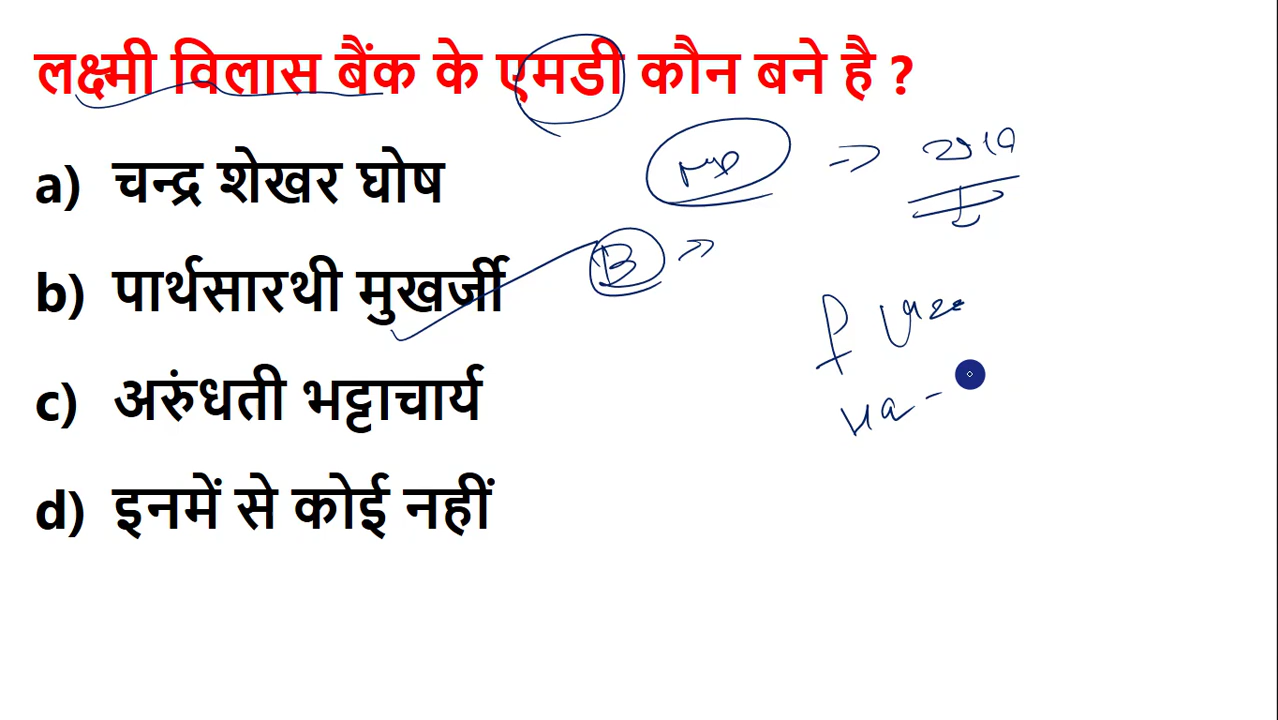 लक्ष्मी विलास बैंक के एमडी कौन बने है ?
a) चन्द्र शेखर घोष
b) पार्थसारथी मुखर्जी
c) अरुंधती भट्टाचार्य
d) इनमें से कोई नहीं
B